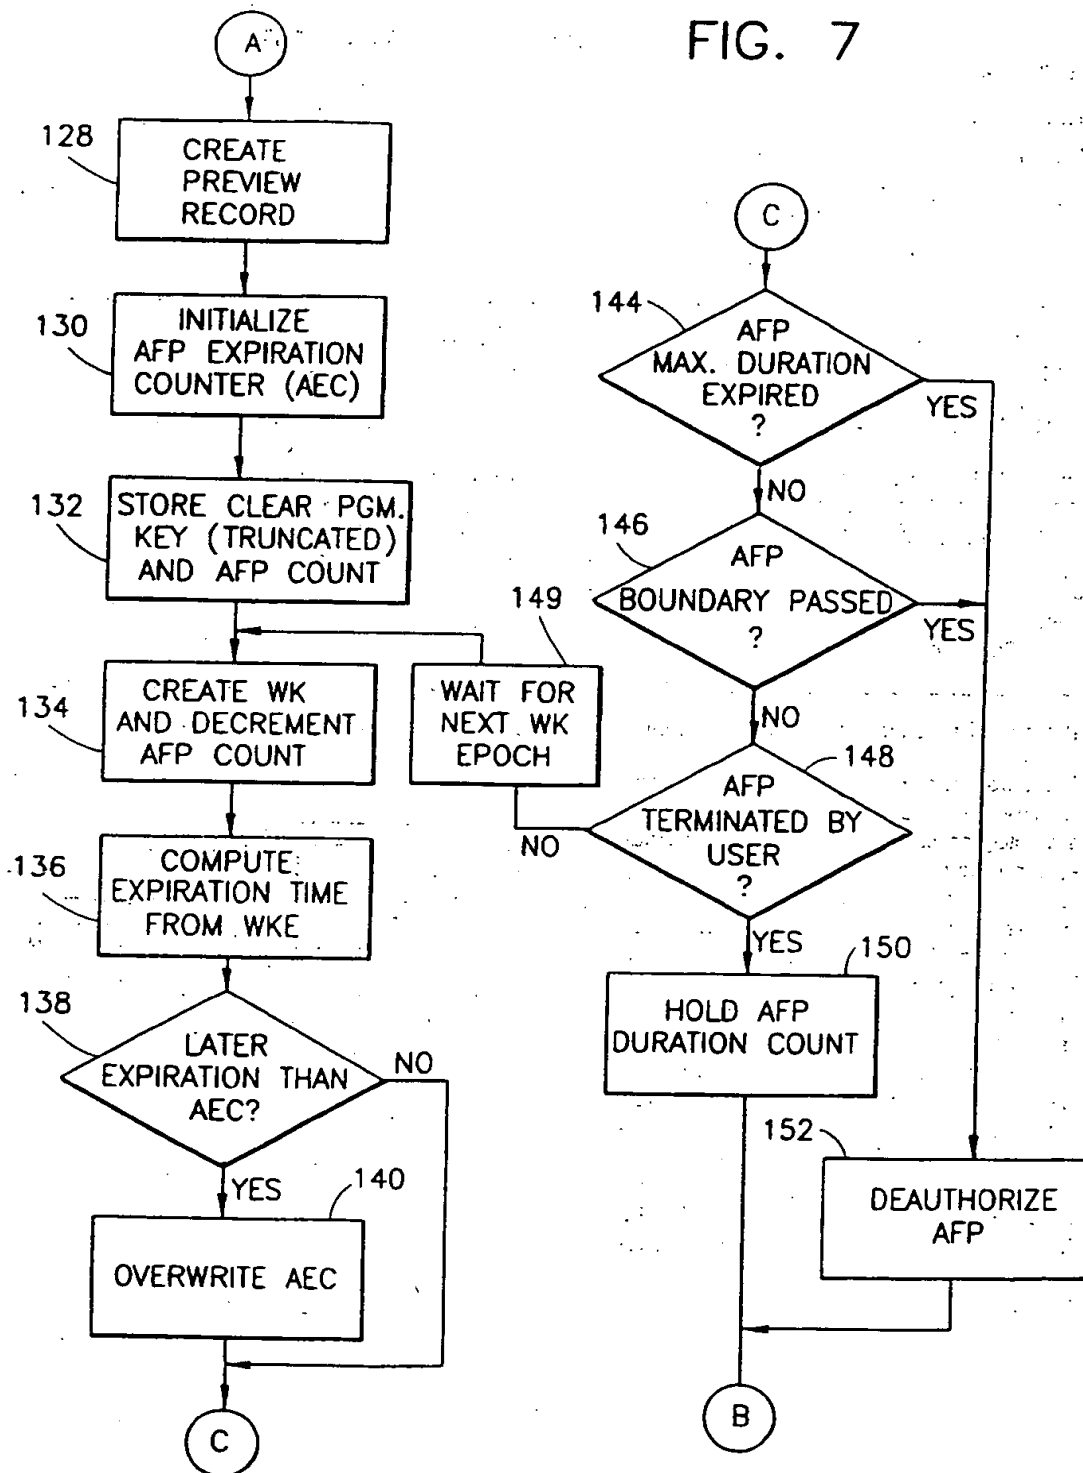 FIG. 7
A
128
CREATE
PREVIEW
RECORD
130
INITIALIZE
AFP EXPIRATION
COUNTER (AEC)
132
STORE CLEAR PGM.
KEY (TRUNCATED)
AND AFP COUNT
134
CREATE WK
AND DECREMENT
AFP COUNT
136
COMPUTE
EXPIRATION TIME
FROM WKE
138
LATER
EXPIRATION THAN
AEC?
NO
YES
140
OVERWRITE AEC
C
C
144
AFP
MAX. DURATION
EXPIRED
?
YES
NO
146
AFP
BOUNDARY PASSED
?
YES
NO
149
WAIT FOR
NEXT WK
EPOCH
148
AFP
TERMINATED BY
USER
?
NO
YES
150
HOLD AFP
DURATION COUNT
152
DEAUTHORIZE
AFP
B